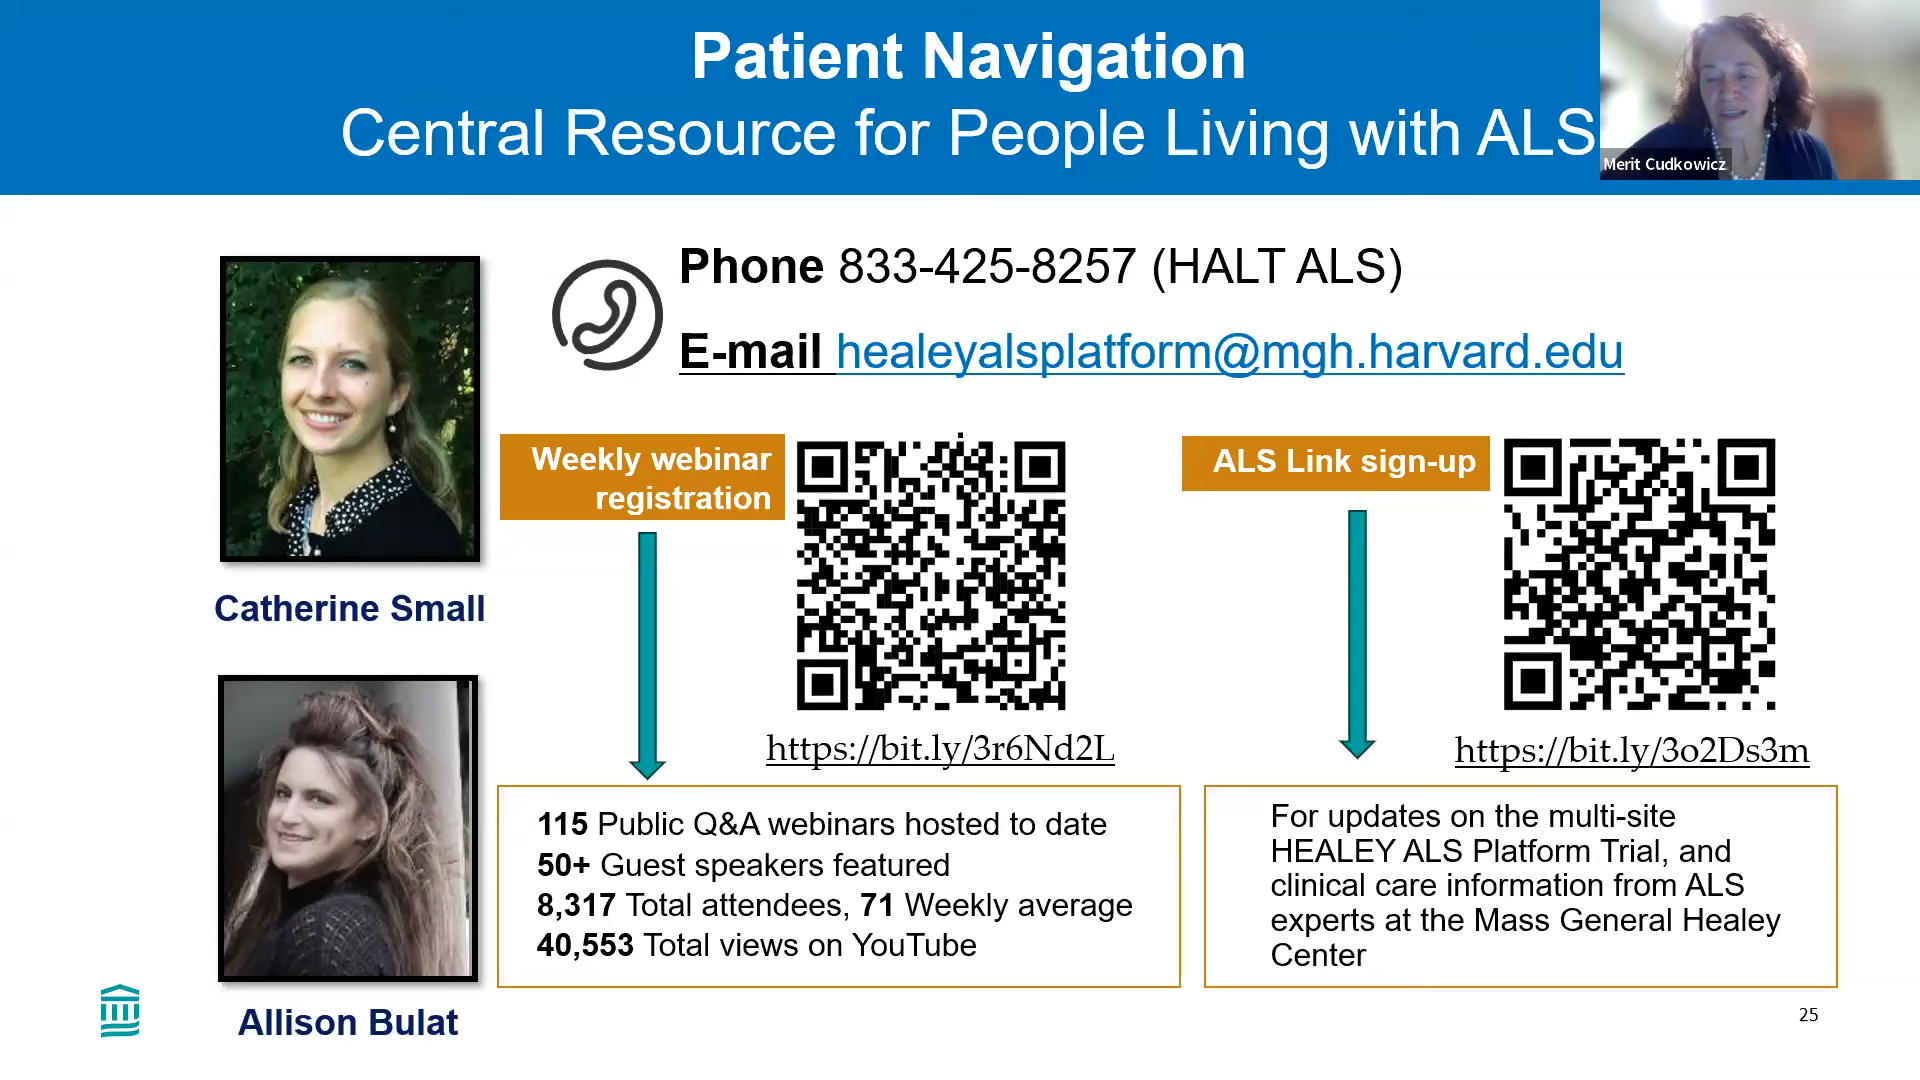 Patient Navigation
Central Resource for People Living with ALS
Merit Cudkowicz
Phone 833-425-8257 (HALT ALS)
E-mail healeyalsplatform@mgh.harvard.edu
Catherine Small
Allison Bulat
Weekly webinar
registration
https://bit.ly/3r6Nd2L
115 Public Q&A webinars hosted to date
50+ Guest speakers featured
8,317 Total attendees, 71 Weekly average
40,553 Total views on YouTube
ALS Link sign-up
https://bit.ly/3o2Ds3m
For updates on the multi-site
HEALEY ALS Platform Trial, and
clinical care information from ALS
experts at the Mass General Healey
Center
25